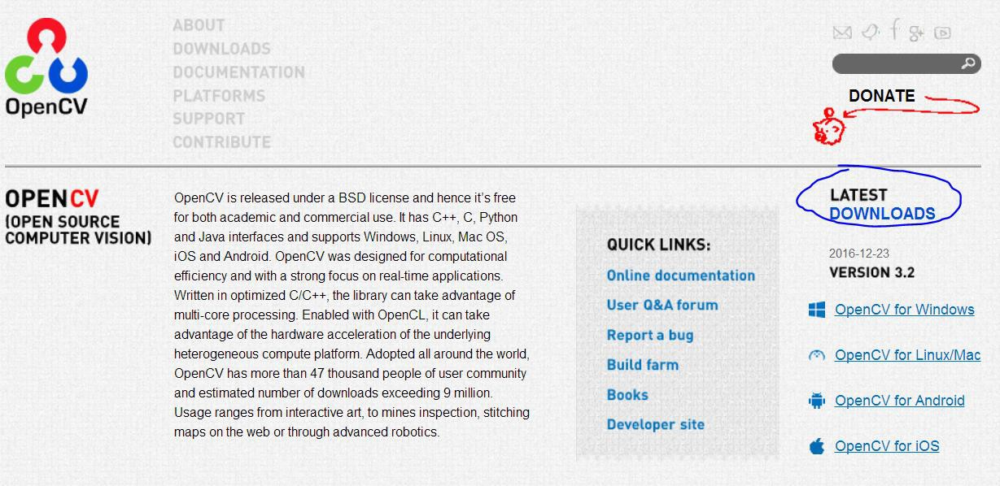 OpenCV
ABOUT
DOWNLOADS
DOCUMENTATION
PLATFORMS
SUPPORT
CONTRIBUTE
DONATE
OPENCV
(OPEN SOURCE
COMPUTER VISION)
OpenCV is released under a BSD license and hence it’s free
for both academic and commercial use. It has C++, C, Python
and Java interfaces and supports Windows, Linux, Mac OS,
iOS and Android. OpenCV was designed for computational
efficiency and with a strong focus on real-time applications.
Written in optimized C/C++, the library can take advantage of
multi-core processing. Enabled with OpenCL, it can take
advantage of the hardware acceleration of the underlying
heterogeneous compute platform. Adopted all around the world,
OpenCV has more than 47 thousand people of user community
and estimated number of downloads exceeding 9 million.
Usage ranges from interactive art, to mines inspection, stitching
maps on the web or through advanced robotics.
QUICK LINKS:
Online documentation
User Q&A forum
Report a bug
Build farm
Books
Developer site
LATEST
DOWNLOADS
2016-12-23
VERSION 3.2
OpenCV for Windows
OpenCV for Linux/Mac
OpenCV for Android
OpenCV for iOS